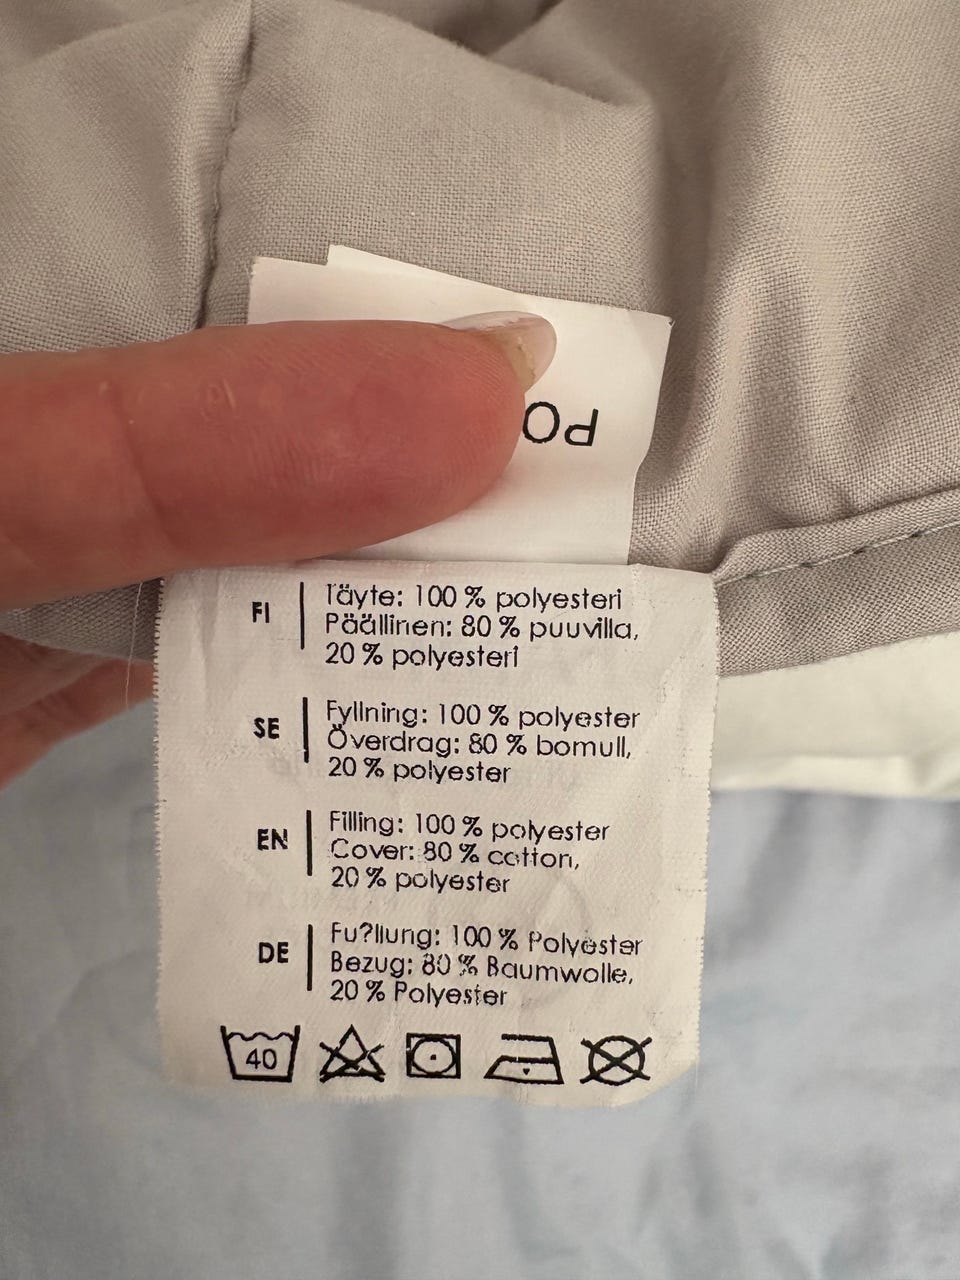 PO
FI
Täyte: 100 % polyesteri
Päällinen: 80 % puuvilla,
20 % polyesteri
SE
Fyllning: 100 % polyester
Överdrag: 80 % bomull,
20 % polyester
EN
Filling: 100 % polyester
Cover: 80 % cotton,
20 % polyester
DE
Fu?llung: 100 % Polyester
Bezug: 80 % Baumwolle,
20 % Polyester
40